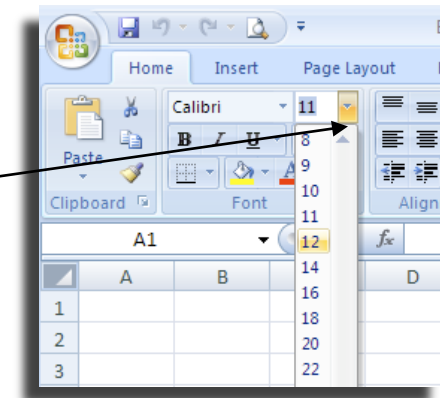 Home Insert Page Layout
Calibri 11
B I U
Paste
Clipboard Font Align
8
9
10
11
12
14
16
18
20
22
A1 fx
A B D
1
2
3